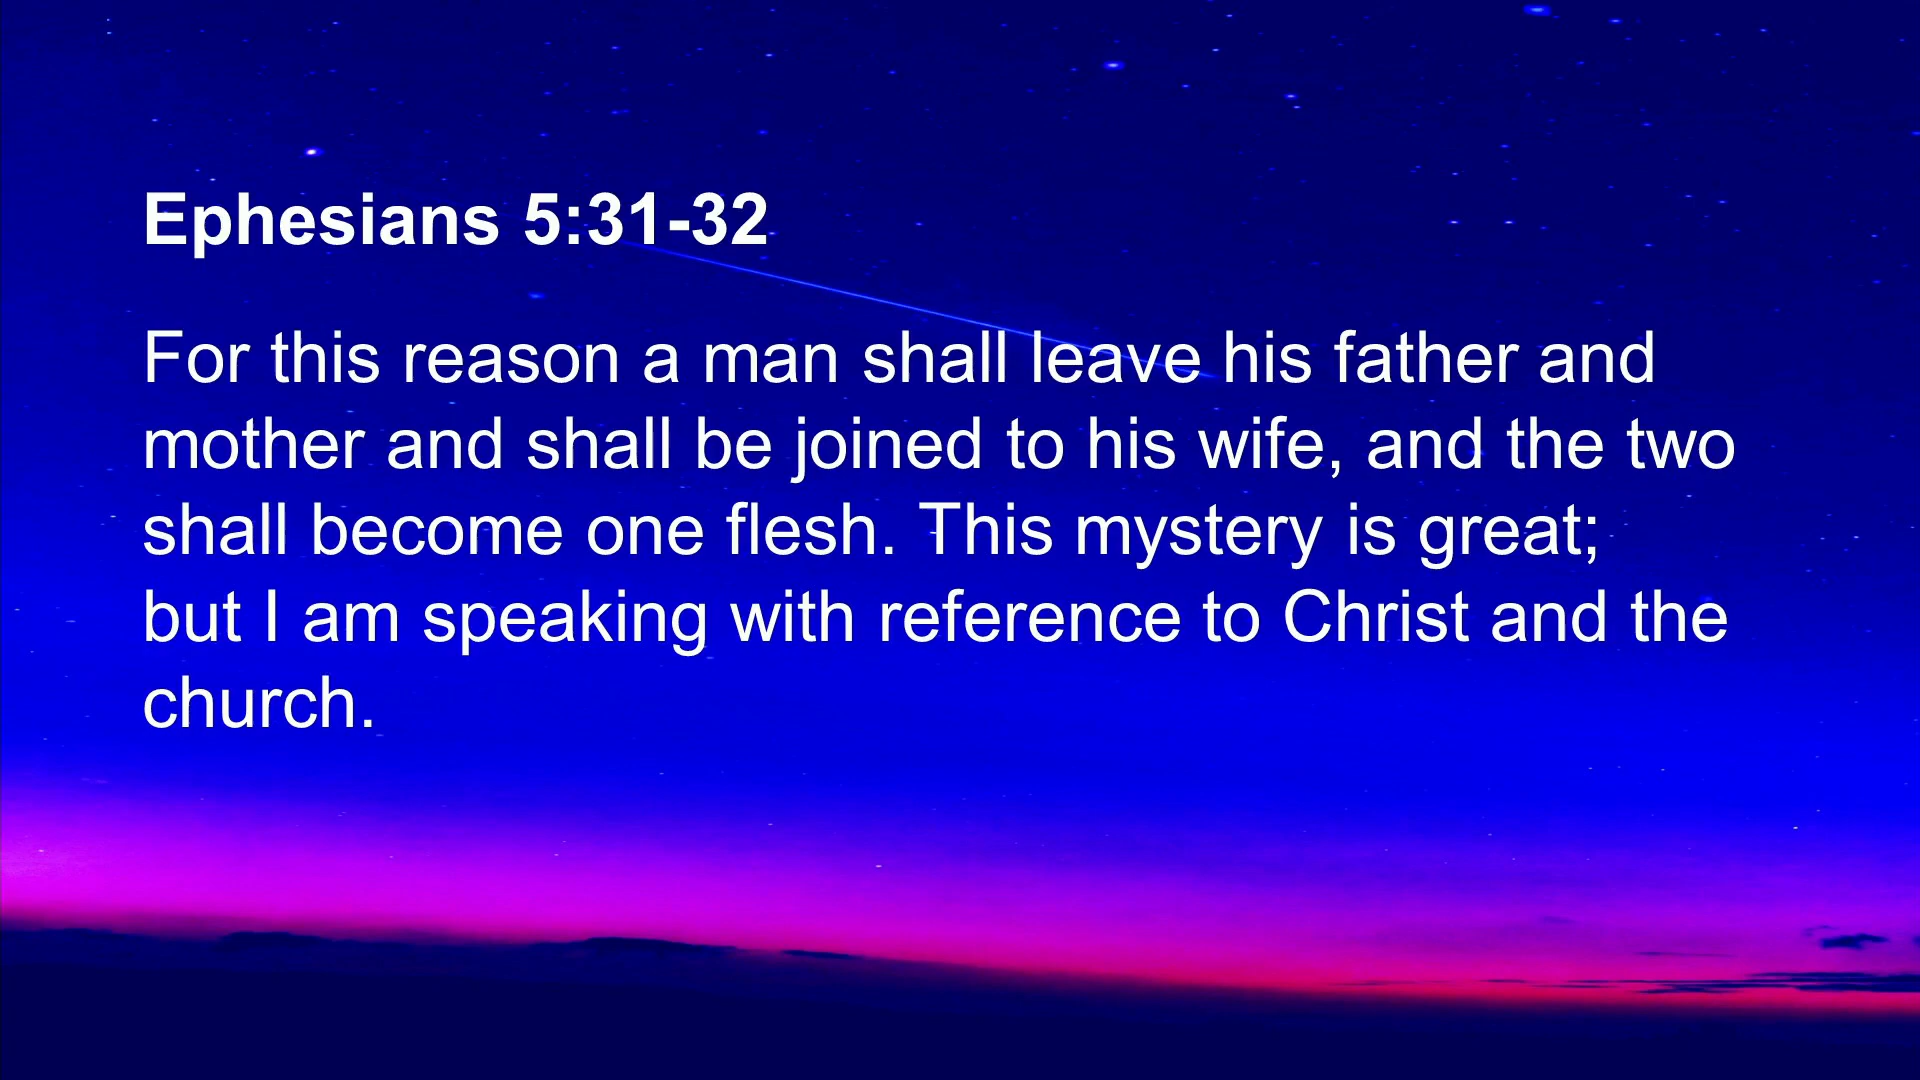 Ephesians 5:31-32
For this reason a man shall leave his father and
mother and shall be joined to his wife, and the two
shall become one flesh. This mystery is great;
but I am speaking with reference to Christ and the
church.